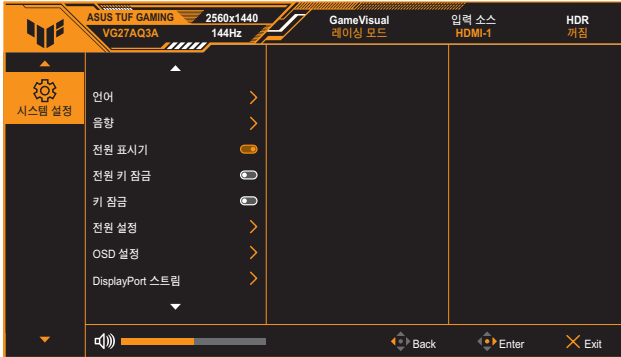 ASUS TUF GAMING
VG27AQ3A
2560x1440
144Hz
GameVisual
레이싱 모드
입력 소스
HDMI-1
HDR
꺼짐
시스템 설정
언어
음향
전원 표시기
전원 키 잠금
키 잠금
전원 설정
OSD 설정
DisplayPort 스트림
Back
Enter
Exit